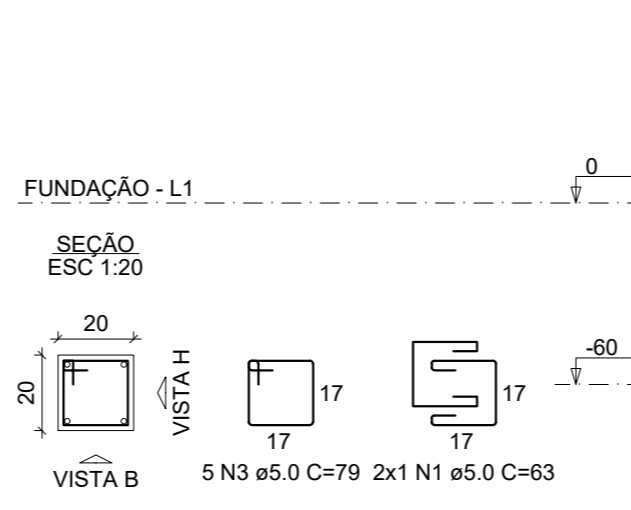 FUNDAÇÃO - L1
0
SEÇÃO
ESC 1:20
-60
20
20
VISTA H
VISTA B
17
17
5 N3 ø5.0 C=79
17
17
2x1 N1 ø5.0 C=63